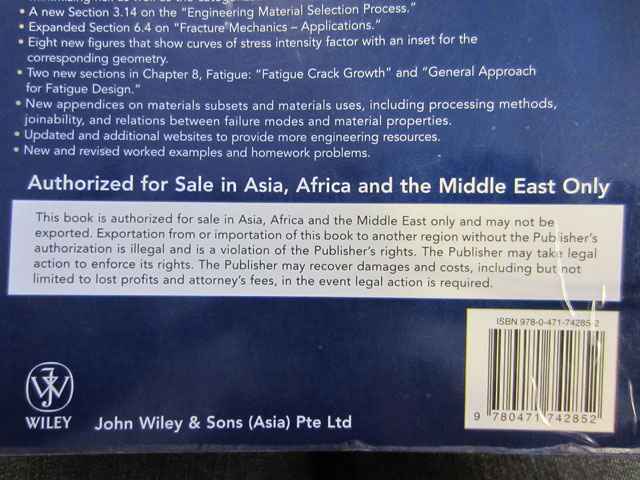 • A new Section 3.14 on the “Engineering Material Selection Process.”
• Expanded Section 6.4 on “Fracture Mechanics – Applications.”
• Eight new figures that show curves of stress intensity factor with an inset for the
corresponding geometry.
• Two new sections in Chapter 8, Fatigue: “Fatigue Crack Growth” and “General Approach
for Fatigue Design.”
• New appendices on materials subsets and materials uses, including processing methods,
joinability, and relations between failure modes and material properties.
• Updated and additional websites to provide more engineering resources.
• New and revised worked examples and homework problems.
Authorized for Sale in Asia, Africa and the Middle East Only
This book is authorized for sale in Asia, Africa and the Middle East only and may not be
exported. Exportation from or importation of this book to another region without the Publisher’s
authorization is illegal and is a violation of the Publisher’s rights. The Publisher may take legal
action to enforce its rights. The Publisher may recover damages and costs, including but not
limited to lost profits and attorney’s fees, in the event legal action is required.
ISBN 978-0-471-74285-2
9 780471 742852
WILEY
John Wiley & Sons (Asia) Pte Ltd